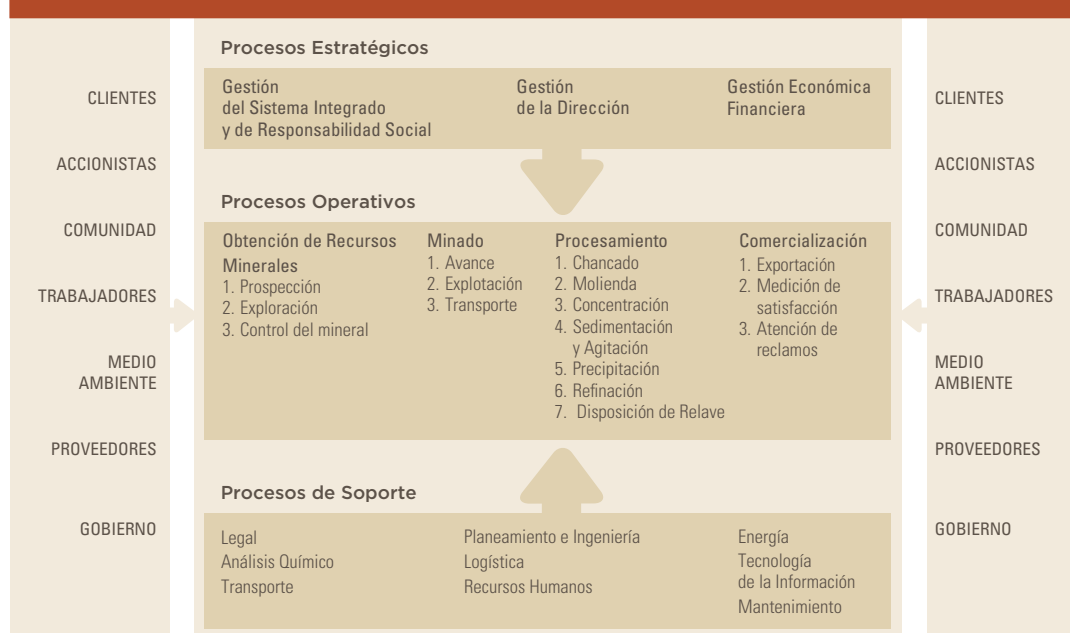 CLIENTES
ACCIONISTAS
COMUNIDAD
TRABAJADORES
MEDIO
AMBIENTE
PROVEEDORES
GOBIERNO
Procesos Estratégicos
Gestión
del Sistema Integrado
y de Responsabilidad Social
Gestión
de la Dirección
Gestión Económica
Financiera
Procesos Operativos
Obtención de Recursos
Minerales
1. Prospección
2. Exploración
3. Control del mineral
Minado
1. Avance
2. Explotación
3. Transporte
Procesamiento
1. Chancado
2. Molienda
3. Concentración
4. Sedimentación
y Agitación
5. Precipitación
6. Refinación
7. Disposición de Relave
Comercialización
1. Exportación
2. Medición de
satisfacción
3. Atención de
reclamos
Procesos de Soporte
Legal
Análisis Químico
Transporte
Planeamiento e Ingeniería
Logística
Recursos Humanos
Energía
Tecnología
de la Información
Mantenimiento
CLIENTES
ACCIONISTAS
COMUNIDAD
TRABAJADORES
MEDIO
AMBIENTE
PROVEEDORES
GOBIERNO